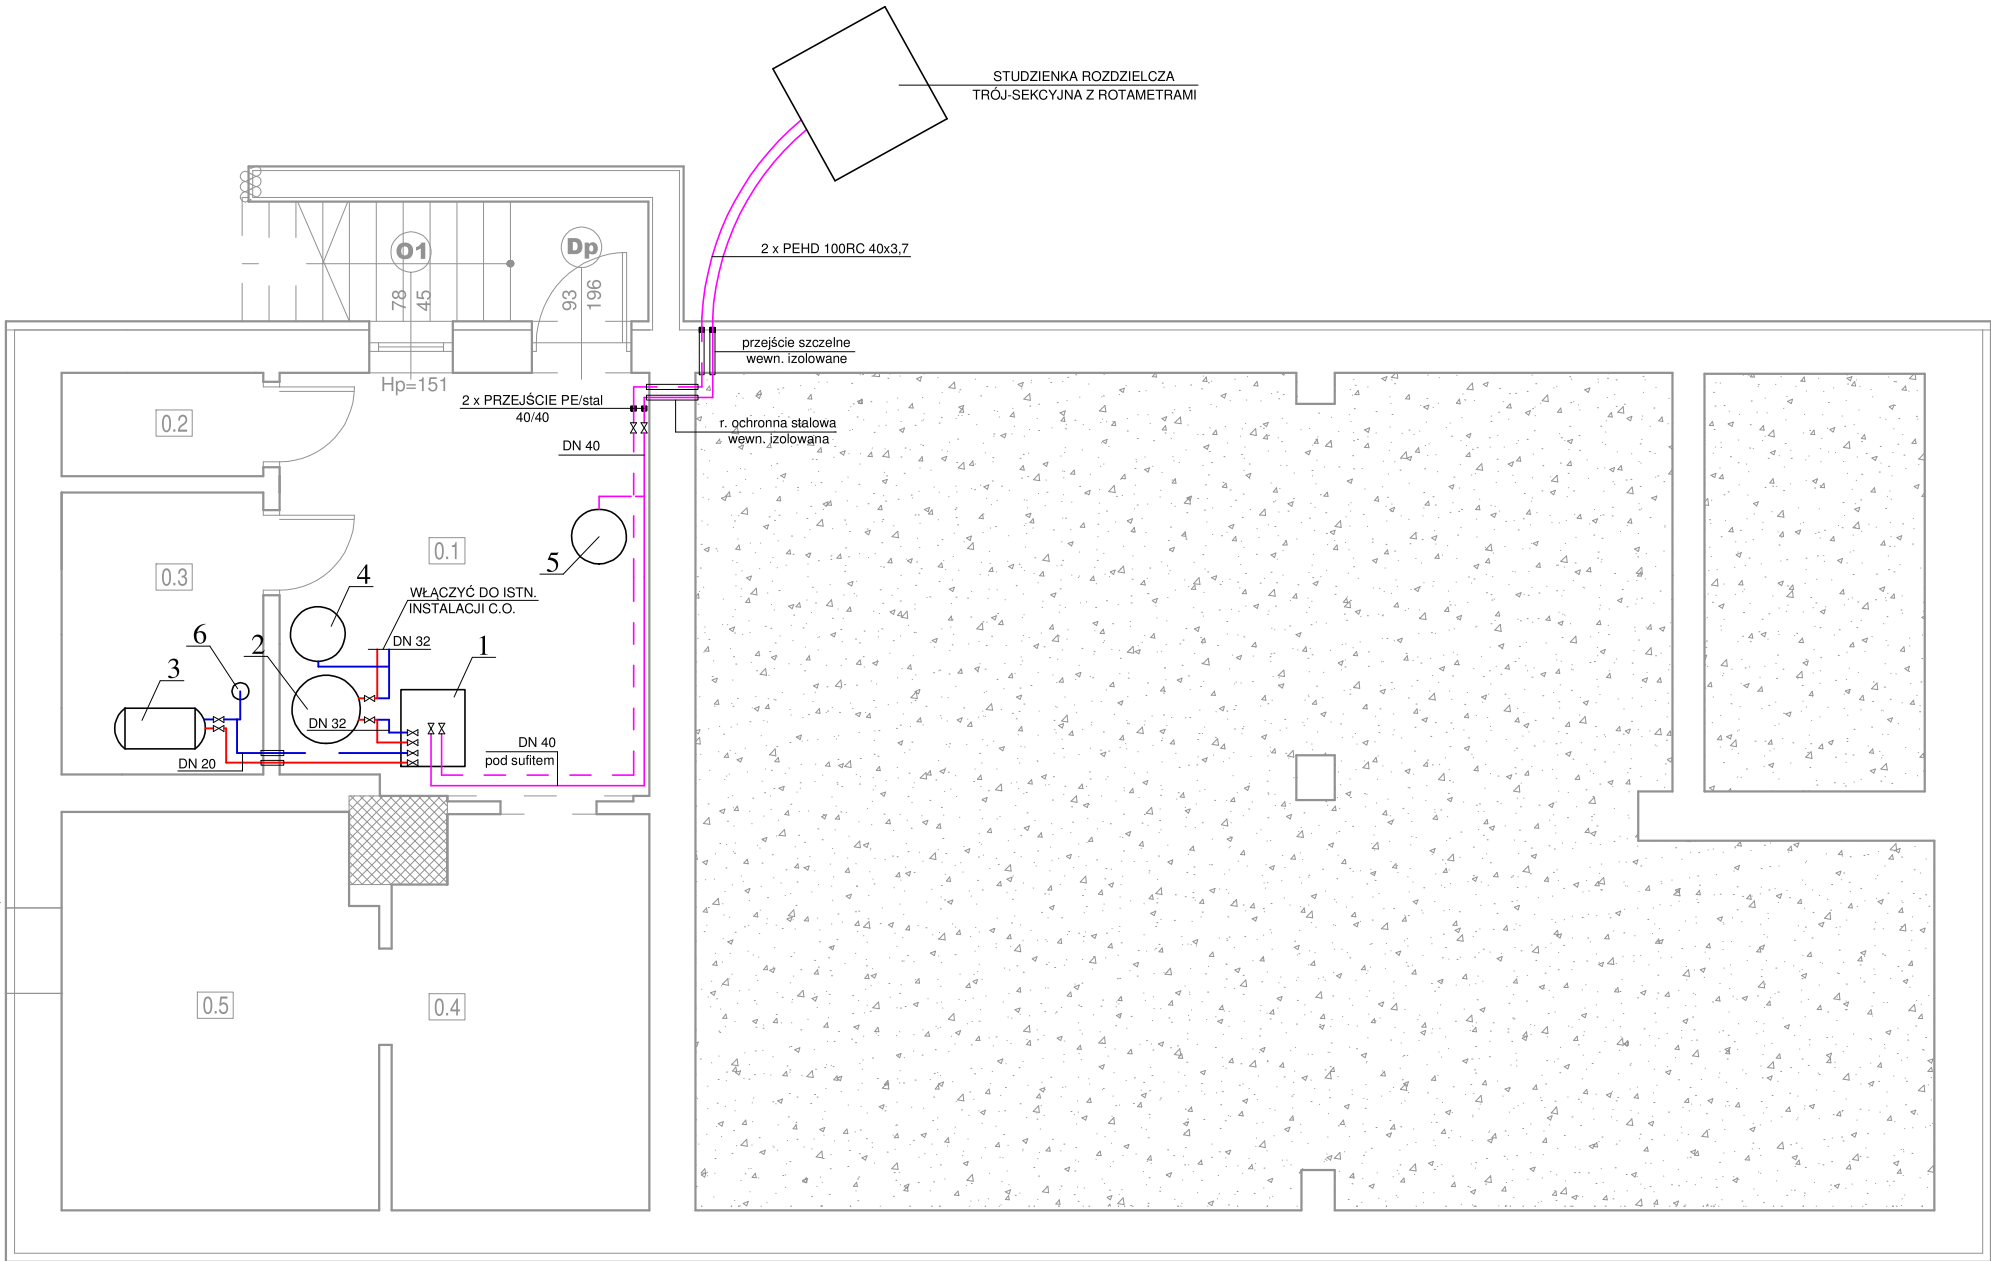 STUDZIENKA ROZDZIELCZA
TRÓJ-SEKCYJNA Z ROTAMETRAMI
2 x PEHD 100RC 40x3,7
O1
Dp
78
45
93
196
przejście szczelne
wewn. izolowane
Hp=151
2 x PRZEJŚCIE PE/stal
40/40
r. ochronna stalowa
wewn. izolowana
0.2
DN 40
0.1
5
0.3
4
WŁĄCZYĆ DO ISTN.
INSTALACJI C.O.
6
2
DN 32
1
3
DN 32
DN 40
pod sufitem
DN 20
0.5
0.4